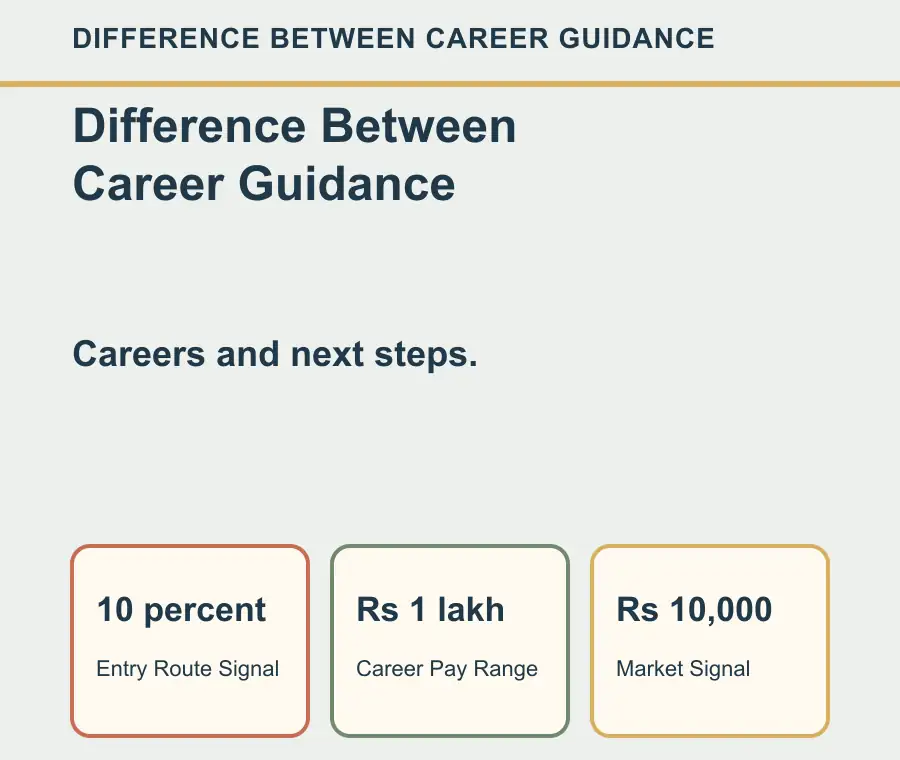 DIFFERENCE BETWEEN CAREER GUIDANCE
Difference Between
Career Guidance
Careers and next steps.
10 percent
Entry Route Signal
Rs 1 lakh
Career Pay Range
Rs 10,000
Market Signal